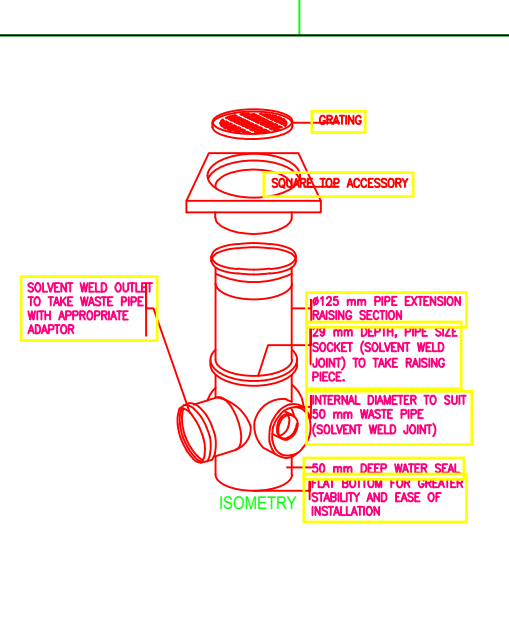 GRATING
SQUARE TOP ACCESSORY
SOLVENT WELD OUTLET
TO TAKE WASTE PIPE
WITH APPROPRIATE
ADAPTOR
ø125 mm PIPE EXTENSION
RAISING SECTION
29 mm DEPTH, PIPE SIZE
SOCKET (SOLVENT WELD
JOINT) TO TAKE RAISING
PIECE.
INTERNAL DIAMETER TO SUIT
50 mm WASTE PIPE
(SOLVENT WELD JOINT)
50 mm DEEP WATER SEAL
FLAT BOTTOM FOR GREATER
STABILITY AND EASE OF
INSTALLATION
ISOMETRY